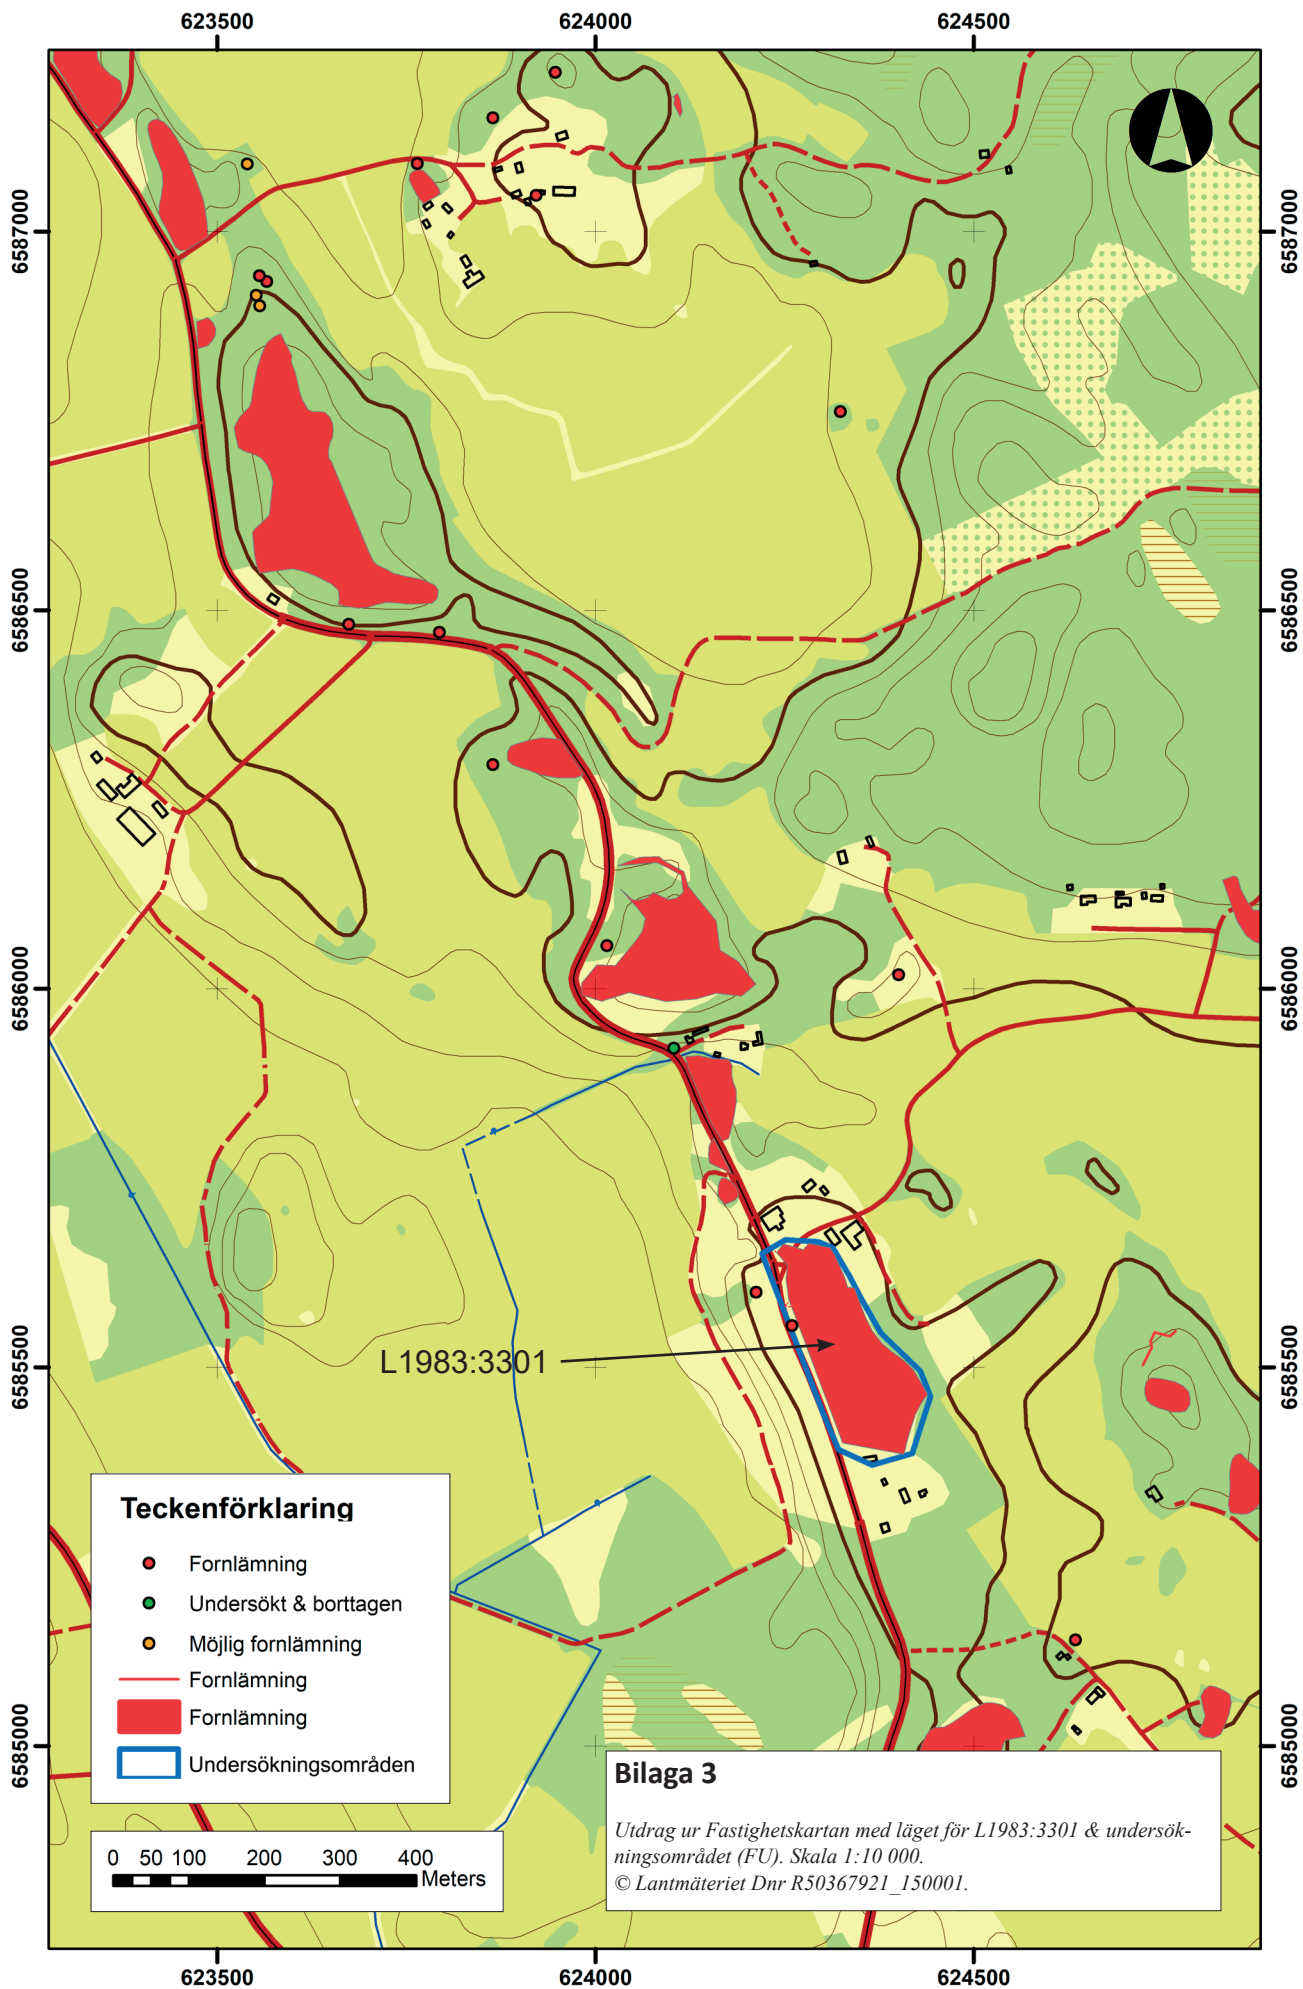 623500 624000 624500
6587000 6587000
6586500 6586500
6586000 6586000
L1983:3301
6585500 6585500
Teckenförklaring
Fornlämning
Undersökt & borttagen
Möjlig fornlämning
Fornlämning
Fornlämning
Undersökningsområden
6585000 6585000
Bilaga 3
Utdrag ur Fastighetskartan med läget för L1983:3301 & undersök-
ningsområdet (FU). Skala 1:10 000.
© Lantmäteriet Dnr R50367921_150001.
0 50 100 200 300 400
Meters
623500 624000 624500